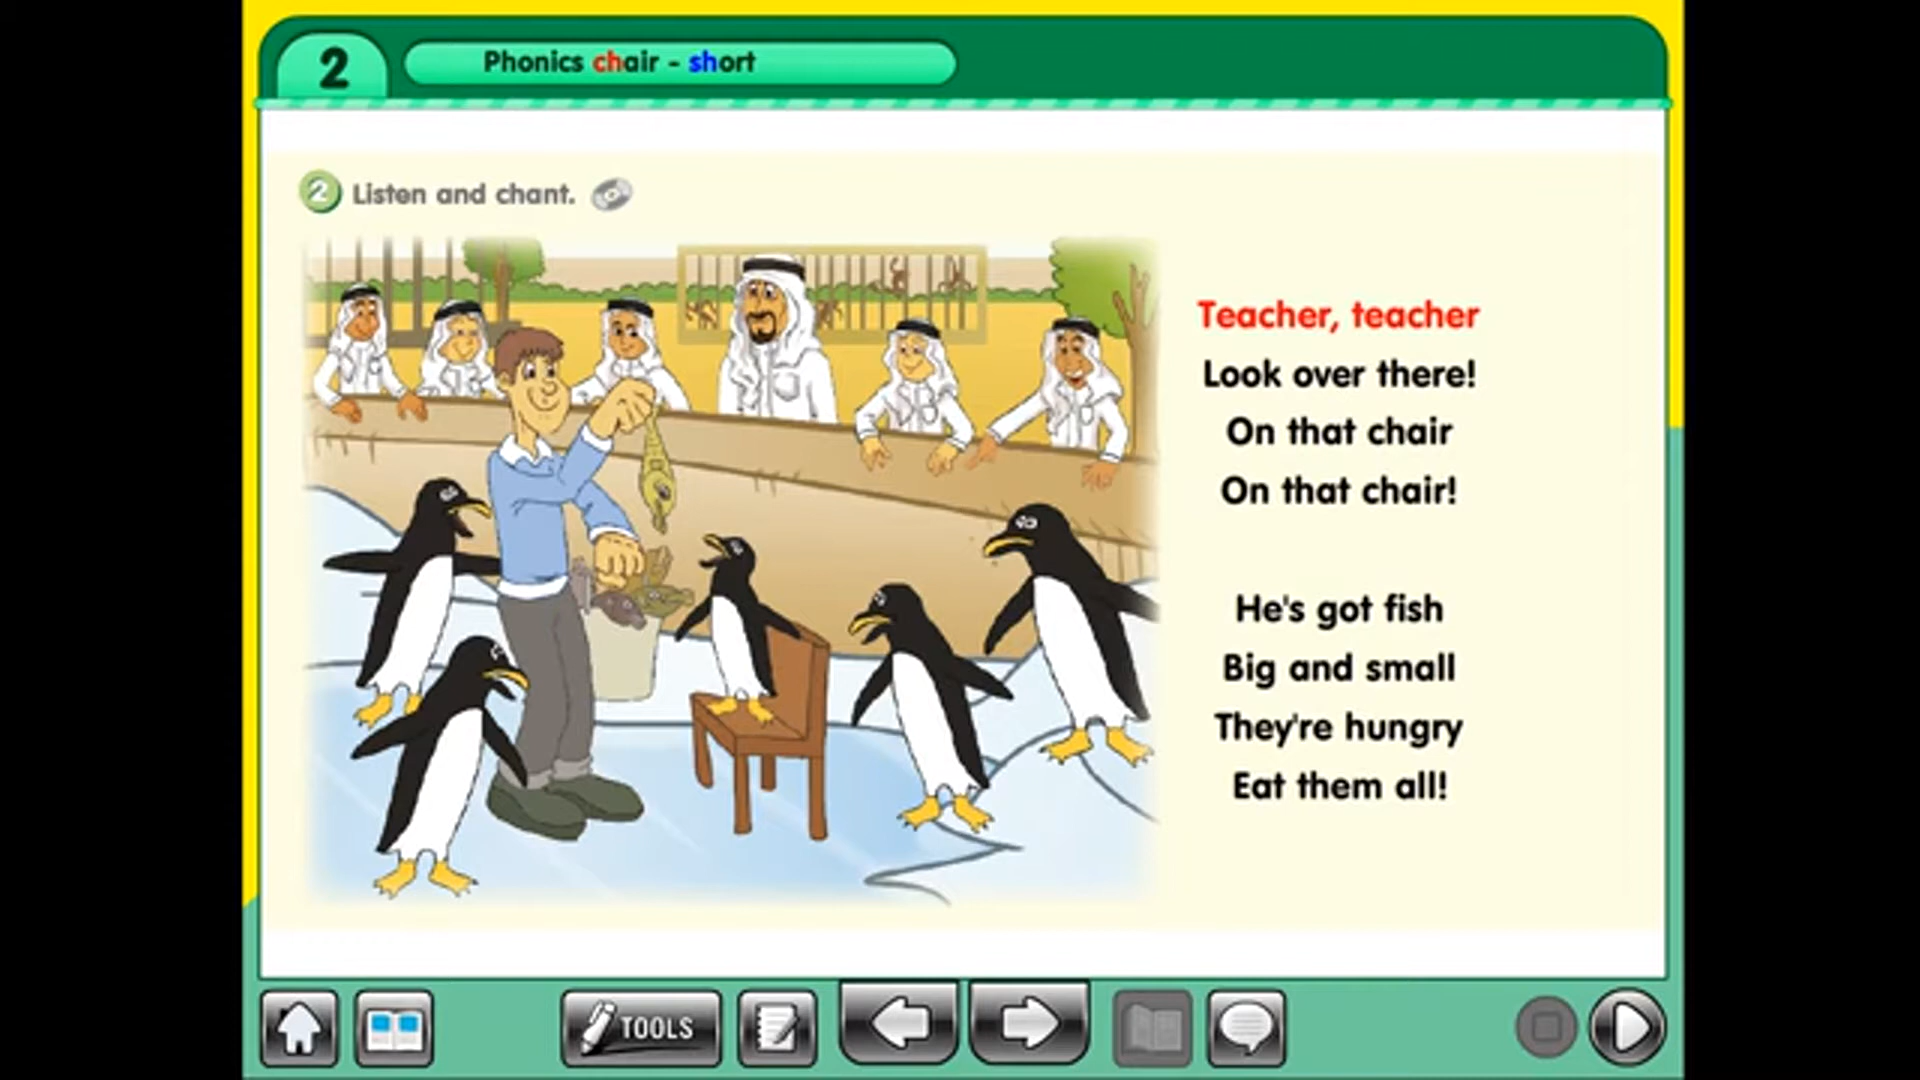 2
Phonics chair - short
2 Listen and chant.
Teacher, teacher
Look over there!
On that chair
On that chair!
He's got fish
Big and small
They're hungry
Eat them all!
TOOLS